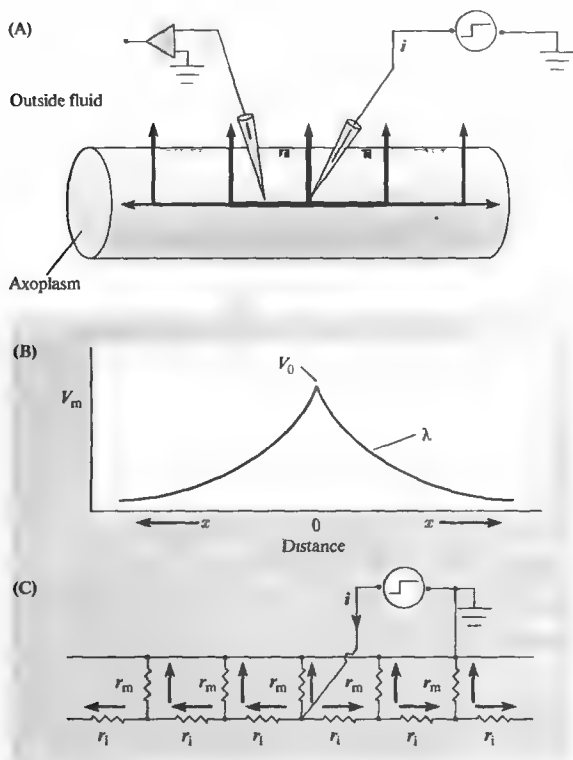 (A)
i
Outside fluid
Axoplasm
(B)
V₀
Vₘ
λ
x 0 x
Distance
(C)
i
rₘ rₘ rₘ rₘ rₘ
rᵢ rᵢ rᵢ rᵢ rᵢ rᵢ